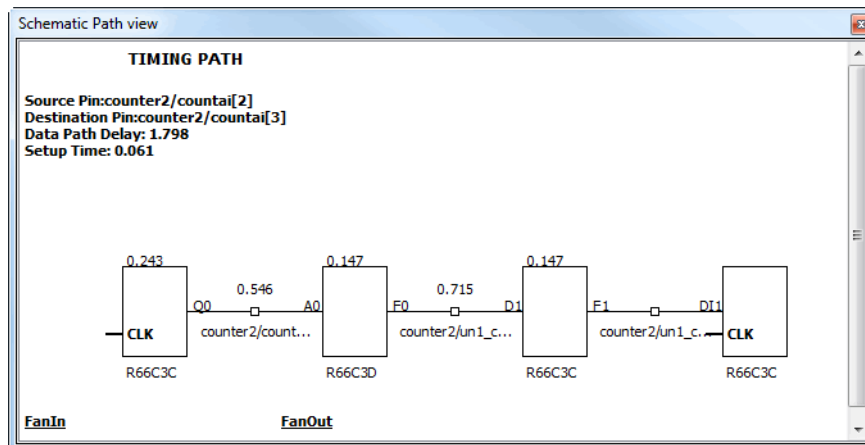 Schematic Path view
TIMING PATH
Source Pin:counter2/countai[2]
Destination Pin:counter2/countai[3]
Data Path Delay: 1.798
Setup Time: 0.061
0.243 0.147 0.147
0.546 0.715
Q0 A0 F0 D1 F1 DI1
counter2/count... counter2/un1_c... counter2/un1_c...
CLK CLK
R66C3C R66C3D R66C3C R66C3C
FanIn FanOut